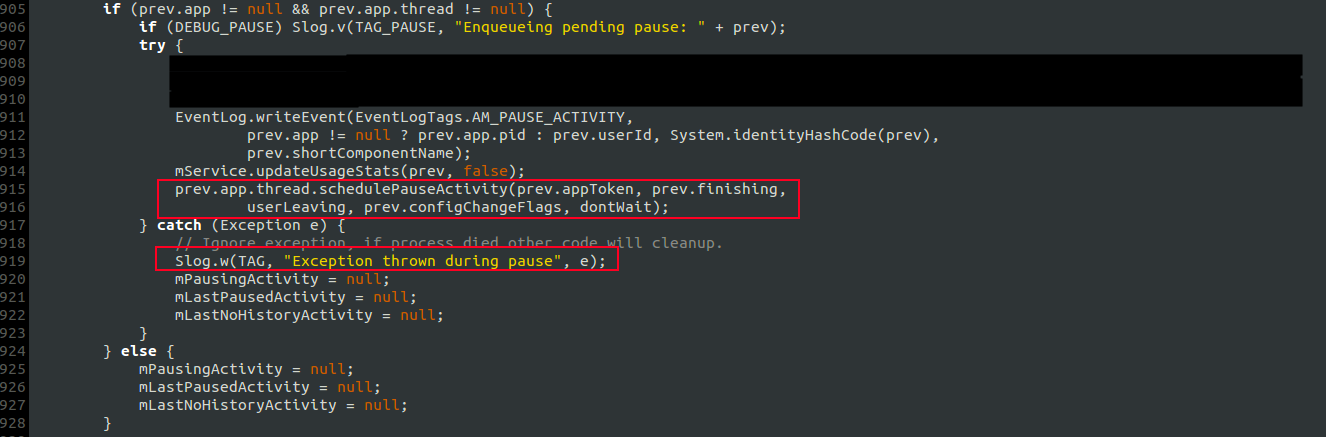 905 if (prev.app != null && prev.app.thread != null) {
906 if (DEBUG_PAUSE) Slog.v(TAG_PAUSE, "Enqueueing pending pause: " + prev);
907 try {
908
909
910
911 EventLog.writeEvent(EventLogTags.AM_PAUSE_ACTIVITY,
912 prev.app != null ? prev.app.pid : prev.userId, System.identityHashCode(prev),
913 prev.shortComponentName);
914 mService.updateUsageStats(prev, false);
915 prev.app.thread.schedulePauseActivity(prev.appToken, prev.finishing,
916 userLeaving, prev.configChangeFlags, dontWait);
917 } catch (Exception e) {
918 // Ignore exception, if process died other code will cleanup.
919 Slog.w(TAG, "Exception thrown during pause", e);
920 mPausingActivity = null;
921 mLastPausedActivity = null;
922 mLastNoHistoryActivity = null;
923 }
924 } else {
925 mPausingActivity = null;
926 mLastPausedActivity = null;
927 mLastNoHistoryActivity = null;
928 }